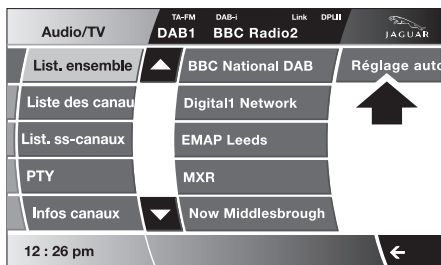 Audio/TV
TA-FM DAB-i Link DPLII
DAB1 BBC Radio2
JAGUAR
List. ensemble
BBC National DAB
Réglage auto
Liste des canau
Digital1 Network
List. ss-canaux
EMAP Leeds
PTY
MXR
Infos canaux
Now Middlesbrough
12 : 26 pm